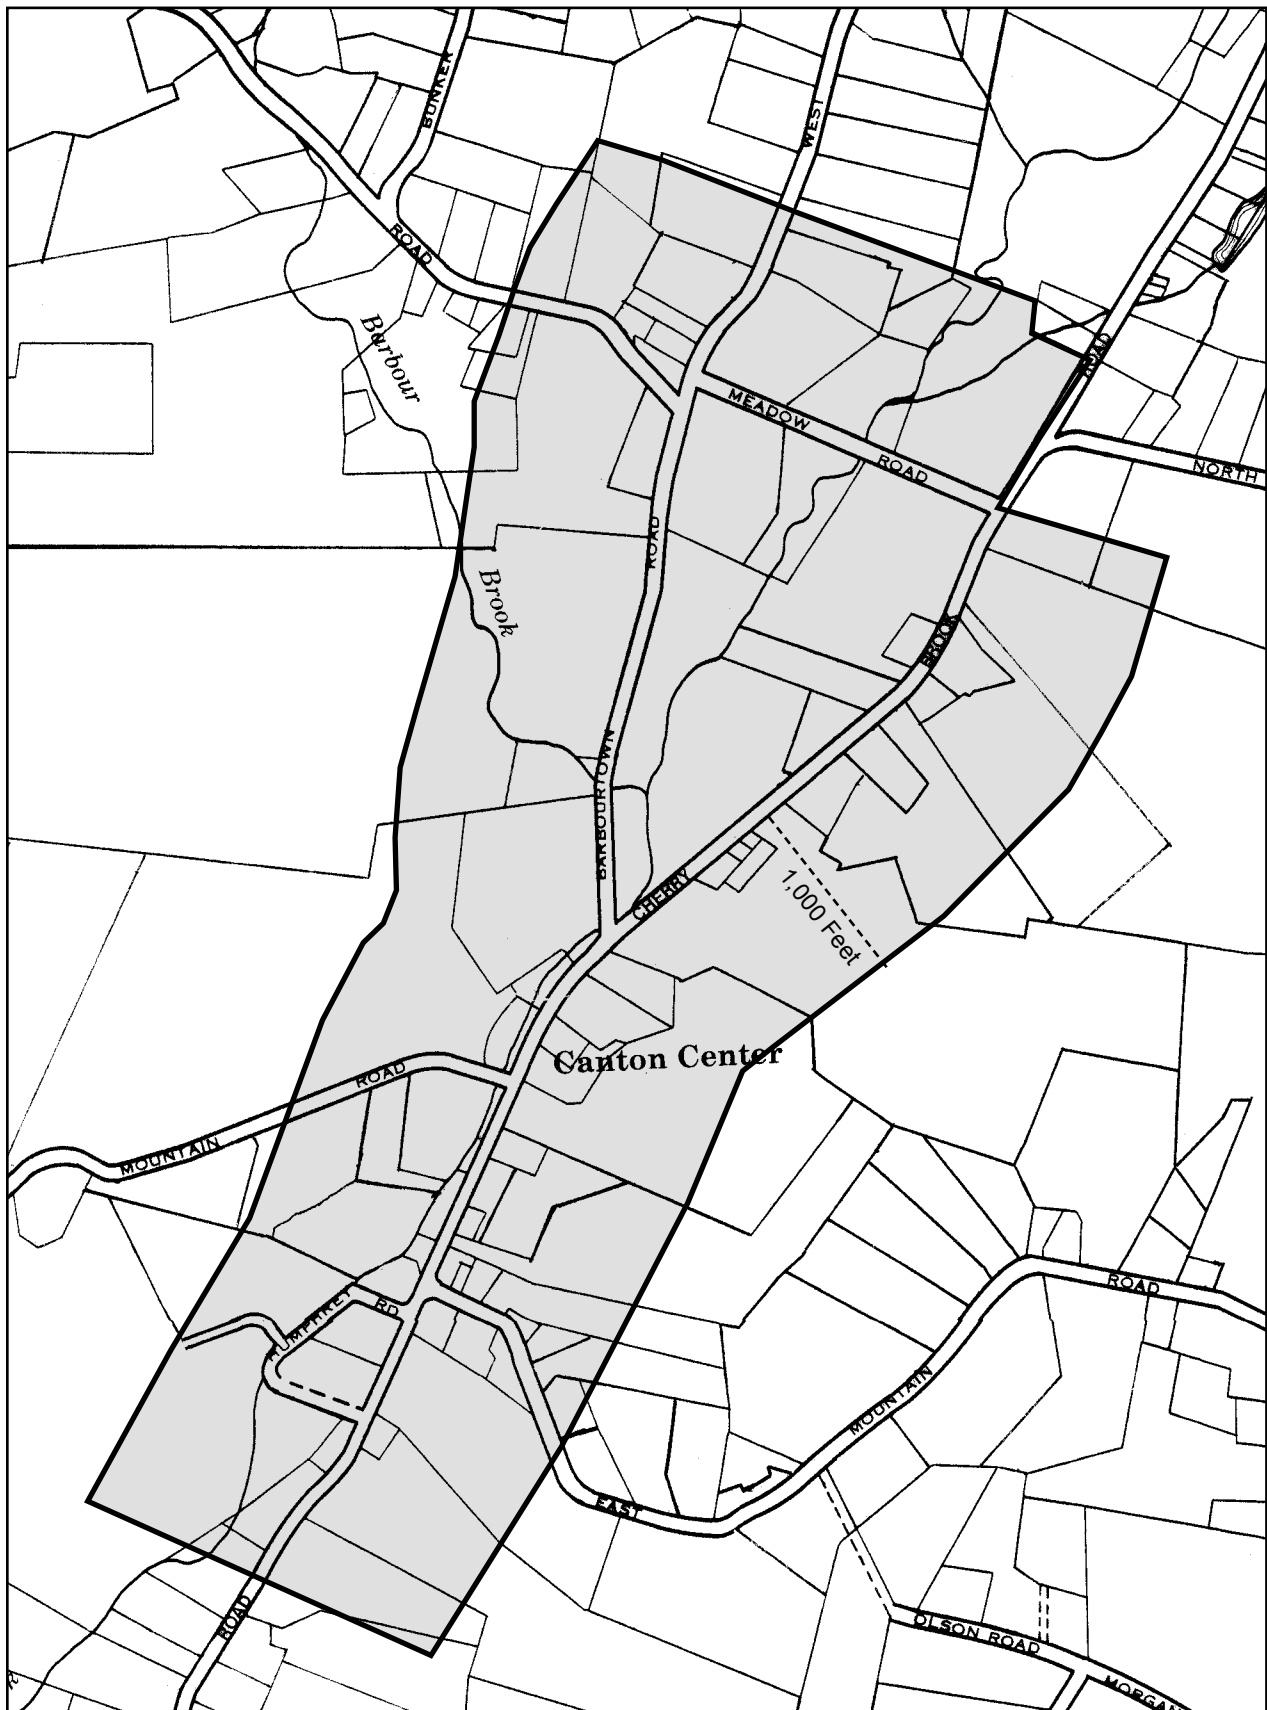 BUNKER
WEST
ROAD
Barbour
ROAD
MEADOW
ROAD
NORTH
ROAD
Brook
BROOK
BARBOURTOWN
CHERRY
1,000 Feet
Canton Center
ROAD
MOUNTAIN
ROAD
HUMPHREY RD
MOUNTAIN
EAST
ROAD
OLSON ROAD
MORGAN